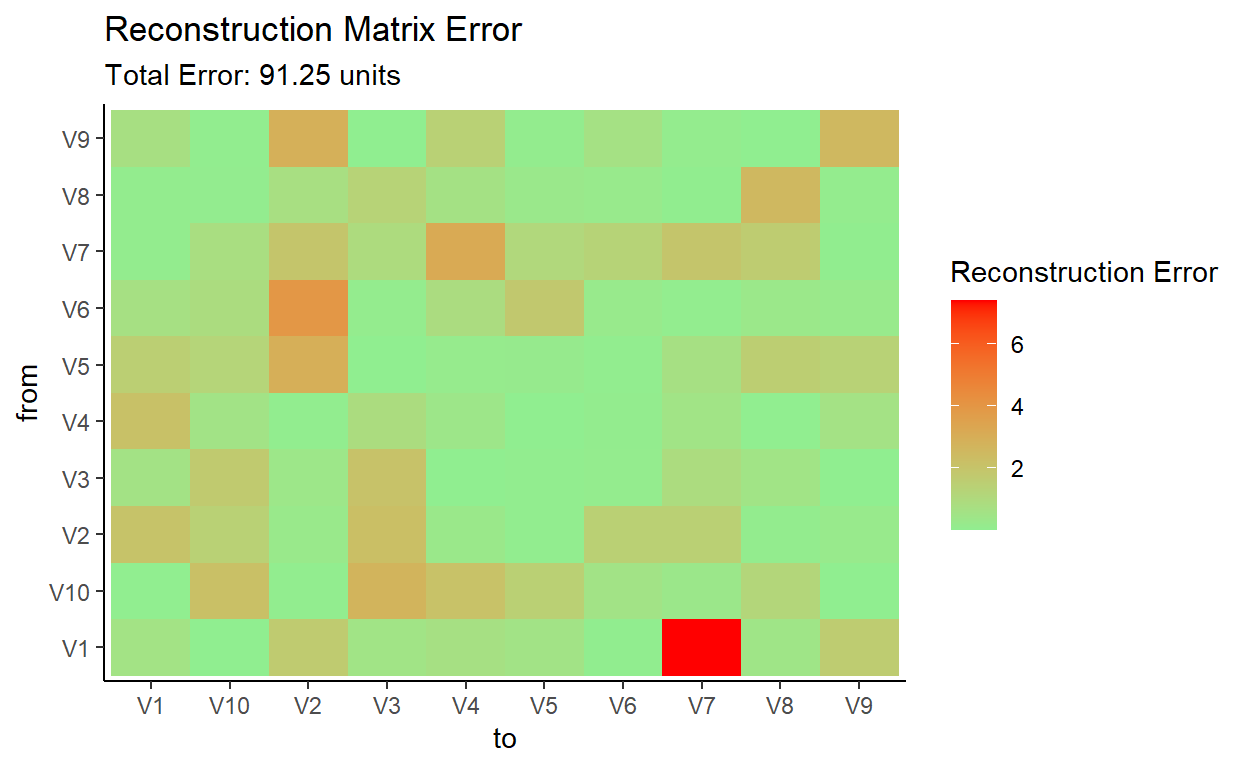 Reconstruction Matrix Error
Total Error: 91.25 units
V9
V8
V7
V6
V5
V4
V3
V2
V10
V1
from
V1 V10 V2 V3 V4 V5 V6 V7 V8 V9
to
Reconstruction Error
6
4
2